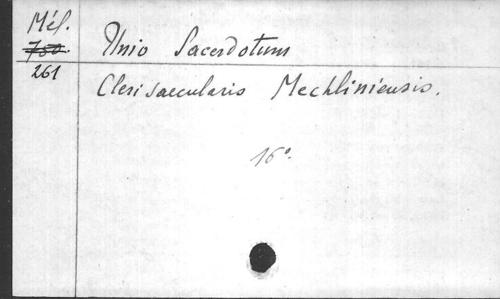 Mél.
750.
261
Unio Sacerdotum
Cleri saecularis Mechliniensis.
16°.